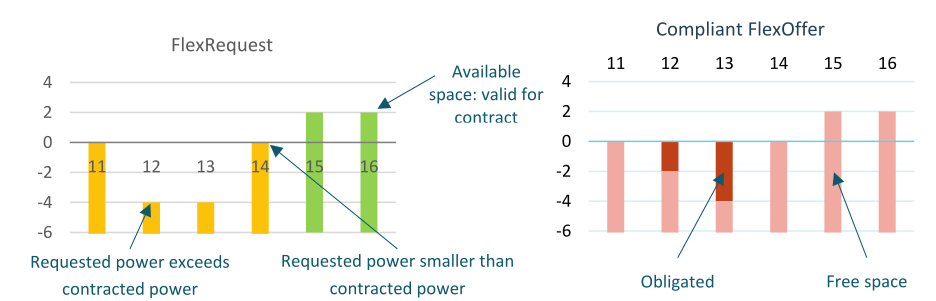 FlexRequest
4
2
0
-2
-4
-6
11
12
13
14
15
16
Available
space: valid for
contract
Requested power exceeds
contracted power
Requested power smaller than
contracted power
Compliant FlexOffer
11
12
13
14
15
16
4
2
0
-2
-4
-6
Obligated
Free space